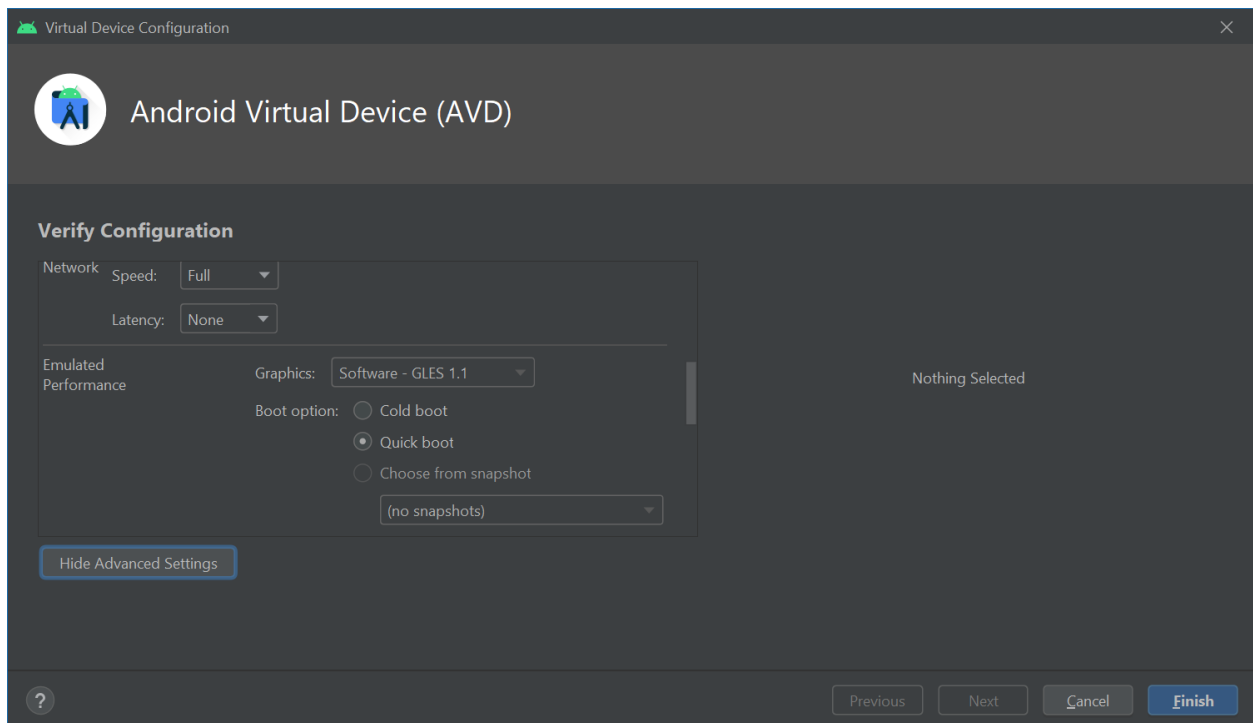 Virtual Device Configuration
Android Virtual Device (AVD)
Verify Configuration
Network
Speed: Full
Latency: None
Emulated
Performance
Graphics: Software - GLES 1.1
Boot option: Cold boot
Quick boot
Choose from snapshot
(no snapshots)
Nothing Selected
Hide Advanced Settings
? Previous Next Cancel Finish